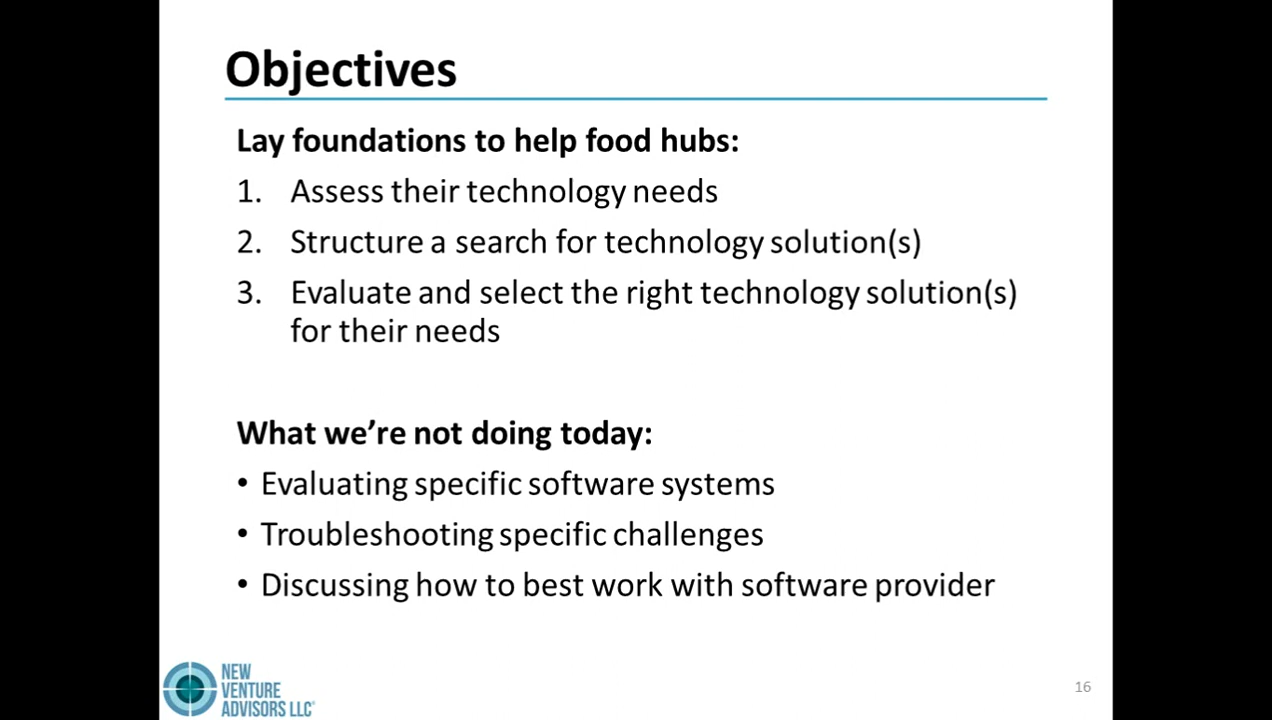 Objectives
Lay foundations to help food hubs:
1. Assess their technology needs
2. Structure a search for technology solution(s)
3. Evaluate and select the right technology solution(s)
for their needs
What we’re not doing today:
• Evaluating specific software systems
• Troubleshooting specific challenges
• Discussing how to best work with software provider
NEW
VENTURE
ADVISORS LLC
16